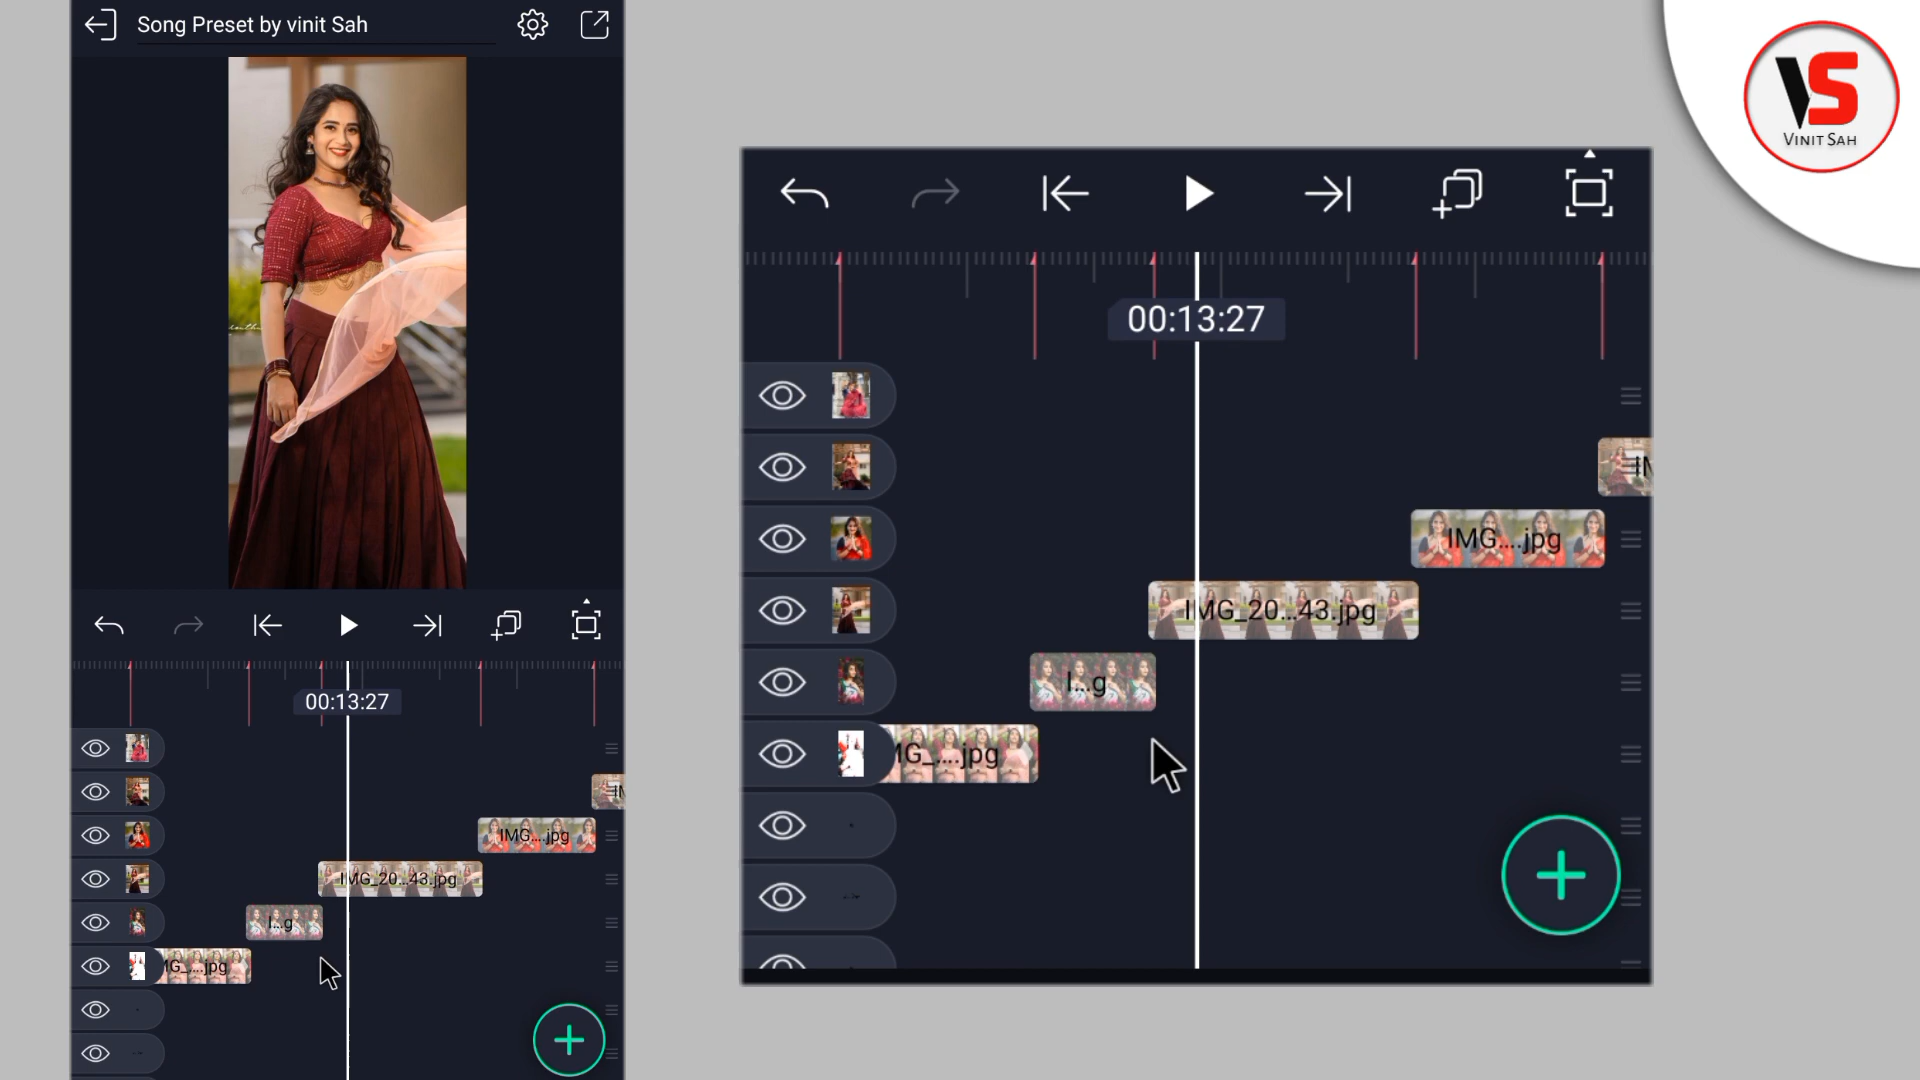 Song Preset by vinit Sah
00:13:27
IMG....jpg
IMG_20...43.jpg
I...g
IG_....jpg
00:13:27
IMG....jpg
IMG_20...43.jpg
I...g
MG_....jpg
VS
VINIT SAH